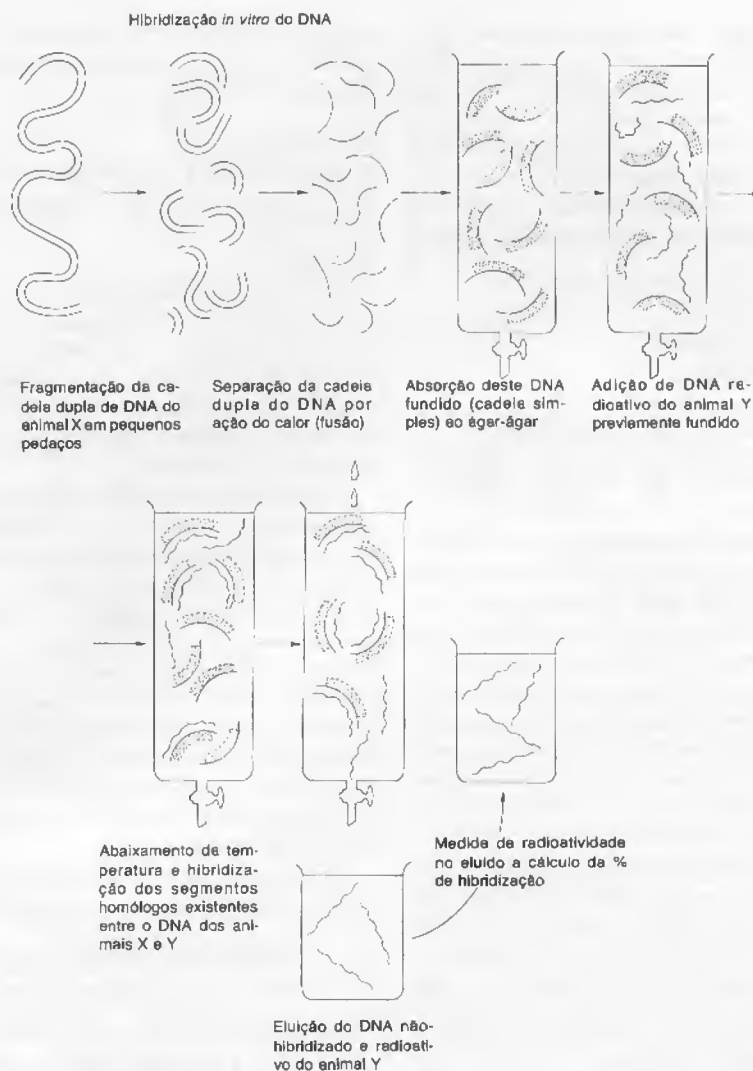 Hibridização in vitro do DNA
Fragmentação da ca-
deia dupla de DNA do
animal X em pequenos
pedaços
Separação da cadeia
dupla do DNA por
ação do calor (fusão)
Absorção deste DNA
fundido (cadeia sim-
ples) ao ágar-ágar
Adição de DNA ra-
dioativo do animal Y
previamente fundido
Abaixamento da tem-
peratura e hibridiza-
ção dos segmentos
homólogos existentes
entre o DNA dos ani-
mais X e Y
Medida de radioatividade
no eluído a cálculo da %
de hibridização
Eluição do DNA não-
hibridizado e radioati-
vo do animal Y